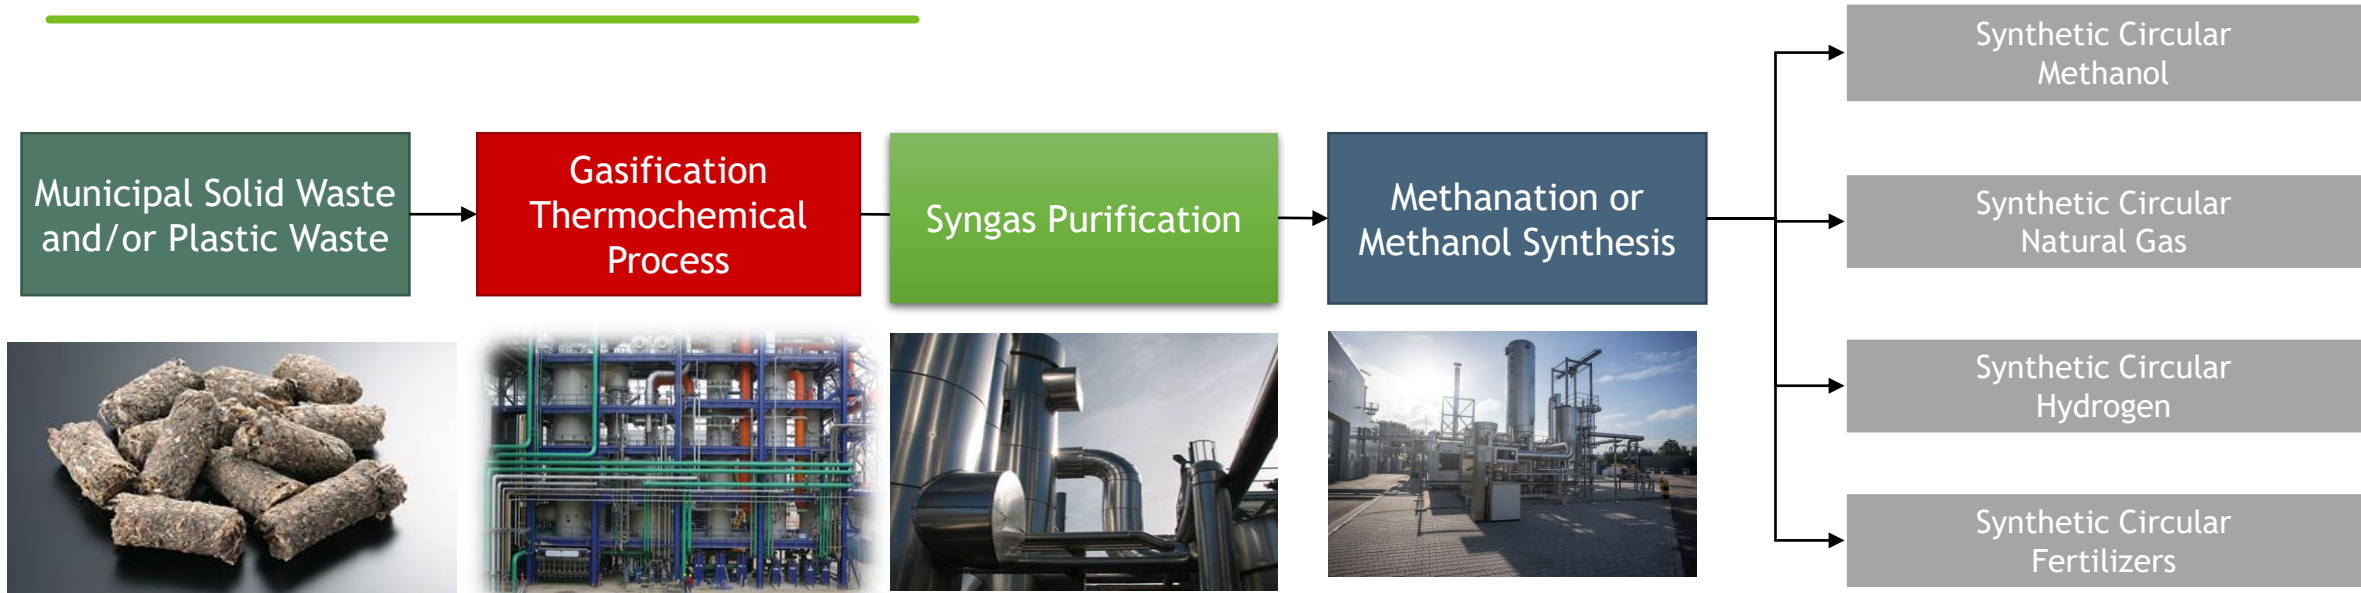 Municipal Solid Waste
and/or Plastic Waste
Gasification
Thermochemical
Process
Syngas Purification
Methanation or
Methanol Synthesis
Synthetic Circular
Methanol
Synthetic Circular
Natural Gas
Synthetic Circular
Hydrogen
Synthetic Circular
Fertilizers